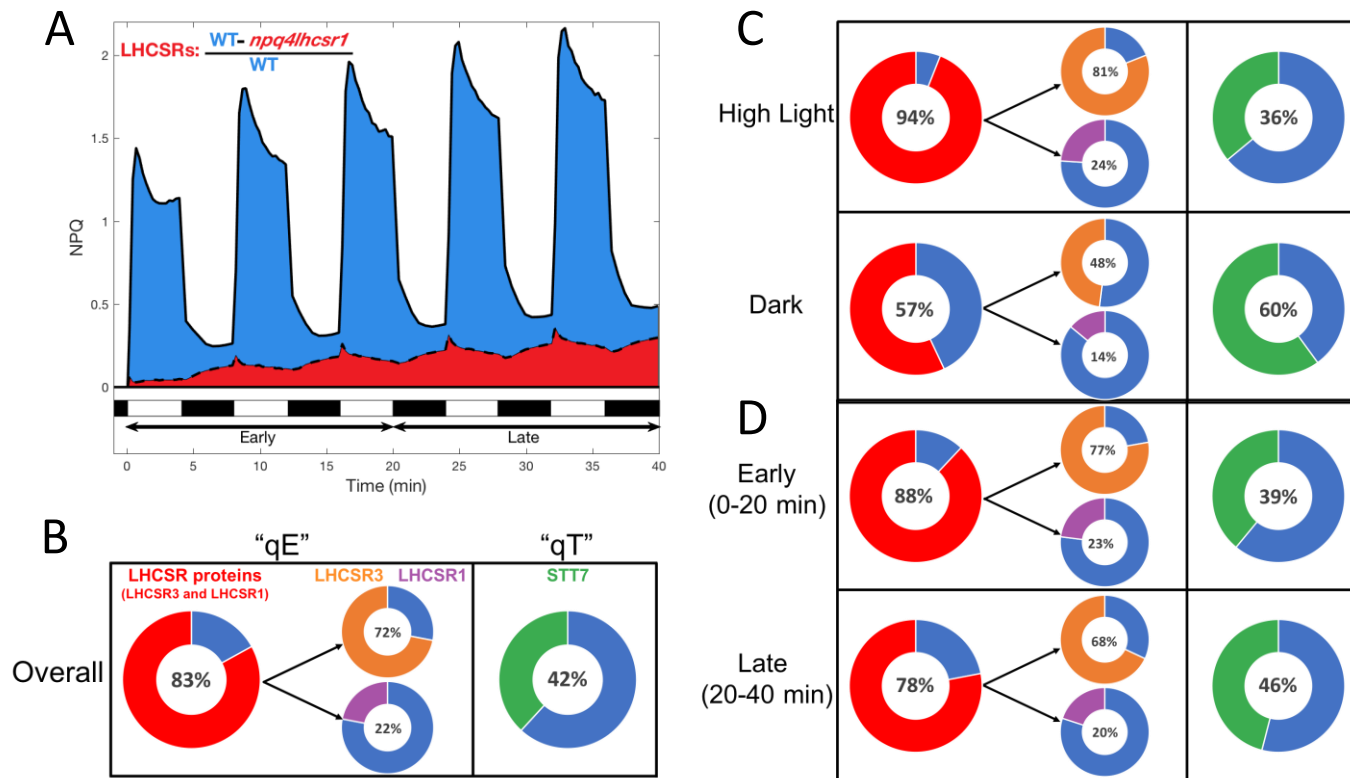 A
LHCSRs: WT- npq4lhcsr1
WT
NPQ
2
1.5
1
0.5
0
Early
Late
0 5 10 15 20 25 30 35 40
Time (min)
B
"qE" "qT"
LHCSR proteins
(LHCSR3 and LHCSR1)
LHCSR3 LHCSR1
STT7
Overall
83%
72%
22%
42%
C
High Light
94%
81%
24%
36%
Dark
57%
48%
14%
60%
D
Early
(0-20 min)
88%
77%
23%
39%
Late
(20-40 min)
78%
68%
20%
46%